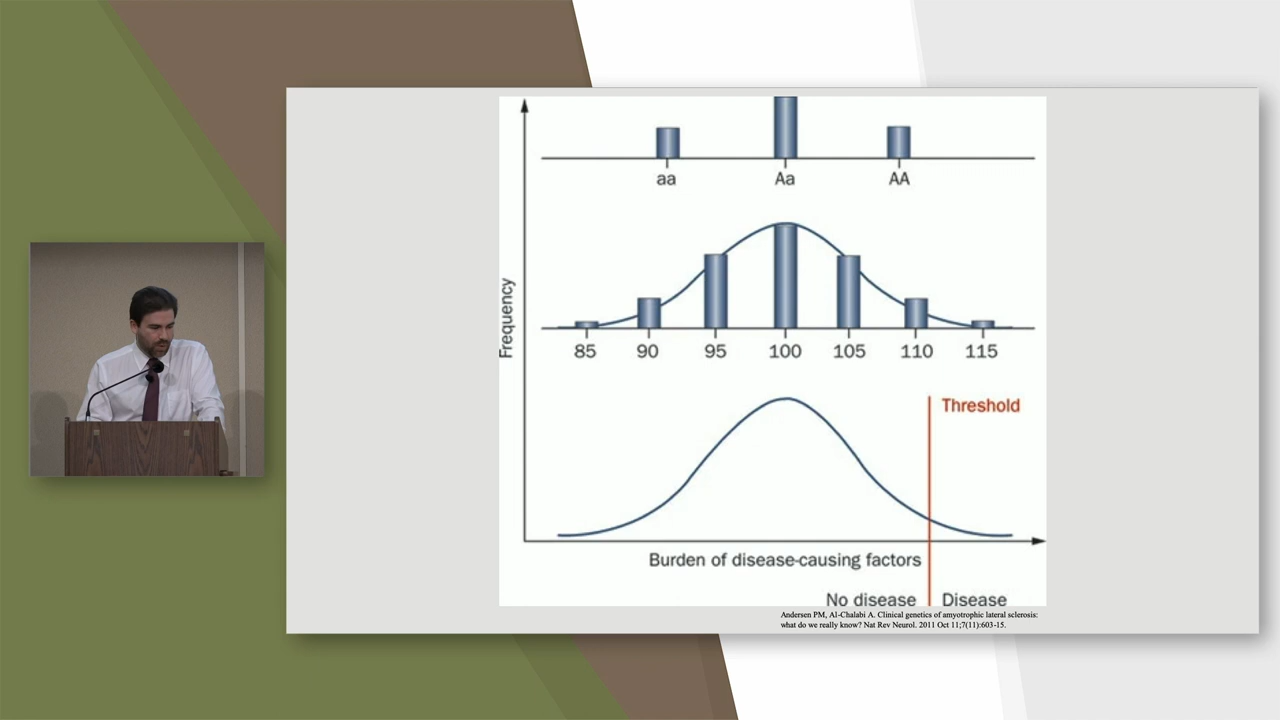 aa Aa AA
Frequency
85 90 95 100 105 110 115
Threshold
Burden of disease-causing factors
No disease Disease
Andersen PM, Al-Chalabi A. Clinical genetics of amyotrophic lateral sclerosis:
what do we really know? Nat Rev Neurol. 2011 Oct 11;7(11):603-15.